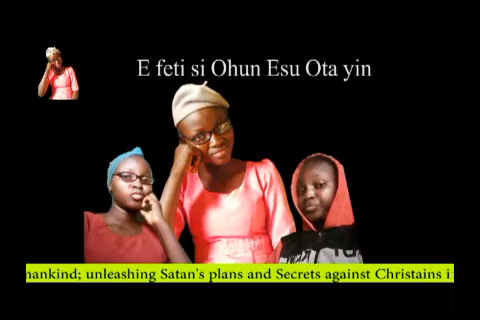 E feti si Ohun Esu Ota yin
mankind; unleashing Satan's plans and Secrets against Christains i